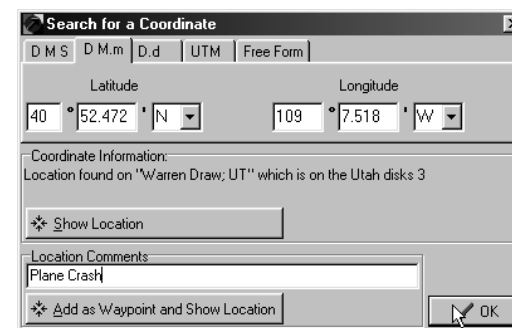 Search for a Coordinate
D M S D M.m D.d UTM Free Form
Latitude Longitude
40 ° 52.472 ' N 109 ° 7.518 ' W
Coordinate Information:
Location found on "Warren Draw; UT" which is on the Utah disks 3
Show Location
Location Comments
Plane Crash
Add as Waypoint and Show Location OK